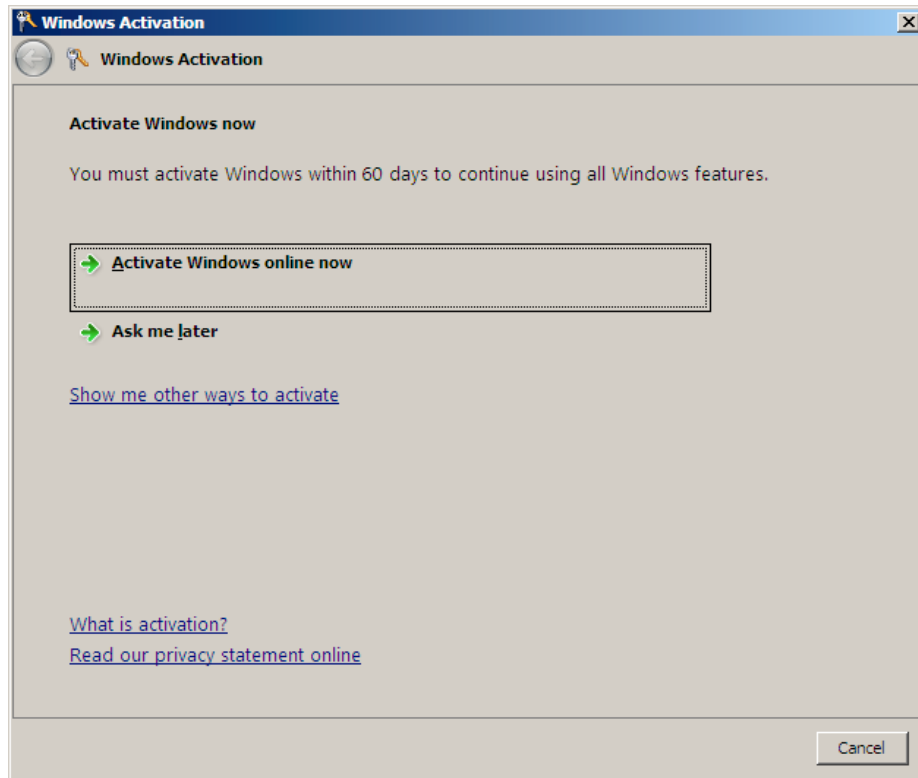 Windows Activation
Windows Activation
Activate Windows now
You must activate Windows within 60 days to continue using all Windows features.
Activate Windows online now
Ask me later
Show me other ways to activate
What is activation?
Read our privacy statement online
Cancel